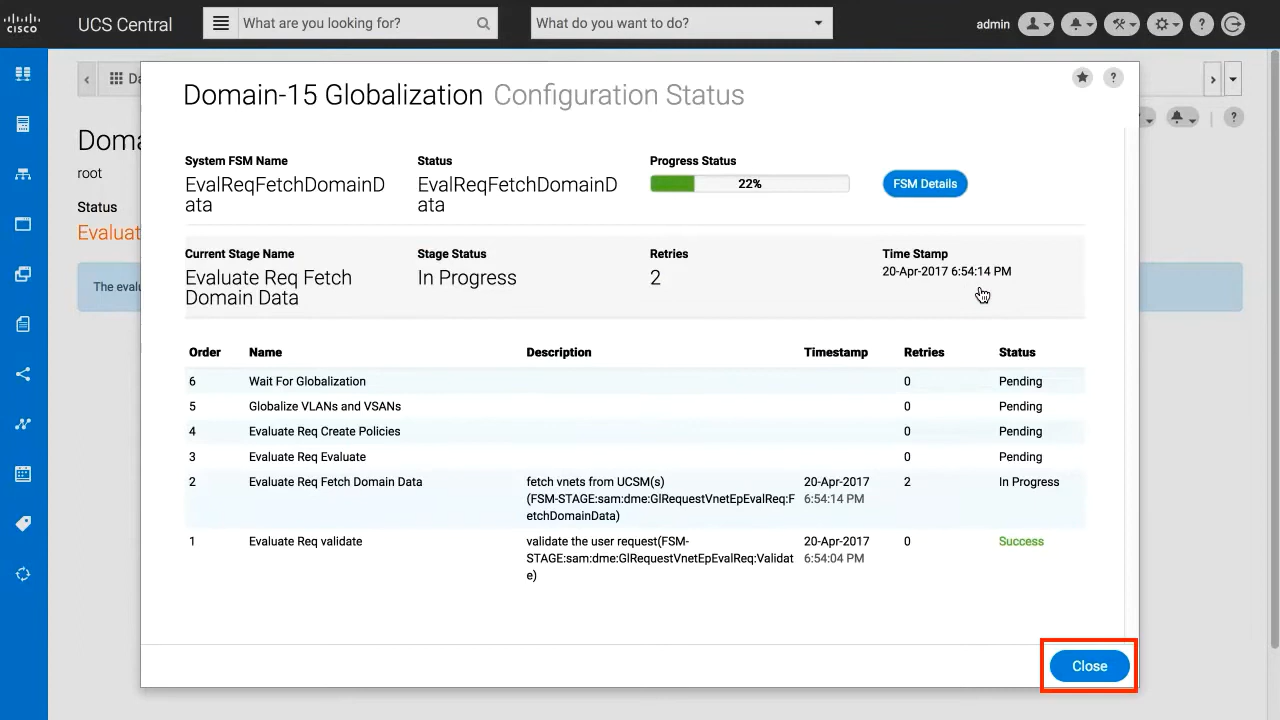 CISCO
UCS Central
What are you looking for?
What do you want to do?
admin
Da
Doma
root
Status
Evaluat
The evalu
Domain-15 Globalization Configuration Status
System FSM Name
EvalReqFetchDomainD
ata
Status
EvalReqFetchDomainD
ata
Progress Status
22%
FSM Details
Current Stage Name
Evaluate Req Fetch
Domain Data
Stage Status
In Progress
Retries
2
Time Stamp
20-Apr-2017 6:54:14 PM
Order Name Description Timestamp Retries Status
6 Wait For Globalization 0 Pending
5 Globalize VLANs and VSANs 0 Pending
4 Evaluate Req Create Policies 0 Pending
3 Evaluate Req Evaluate 0 Pending
2 Evaluate Req Fetch Domain Data fetch vnets from UCSM(s) 20-Apr-2017 2 In Progress
(FSM-STAGE:sam:dme:GlRequestVnetEpEvalReq:F 6:54:14 PM
etchDomainData)
1 Evaluate Req validate validate the user request(FSM- 20-Apr-2017 0 Success
STAGE:sam:dme:GlRequestVnetEpEvalReq:Validat 6:54:04 PM
e)
Close